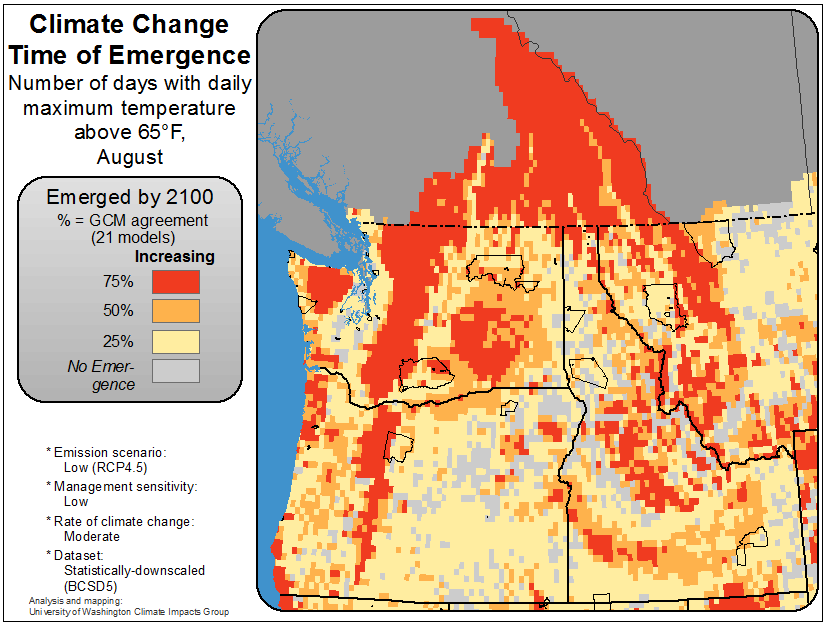 Climate Change
Time of Emergence
Number of days with daily
maximum temperature
above 65°F,
August
Emerged by 2100
% = GCM agreement
(21 models)
Increasing
75%
50%
25%
No Emer-
gence
* Emission scenario:
Low (RCP4.5)
* Management sensitivity:
Low
* Rate of climate change:
Moderate
* Dataset:
Statistically-downscaled
(BCSD5)
Analysis and mapping:
University of Washington Climate Impacts Group